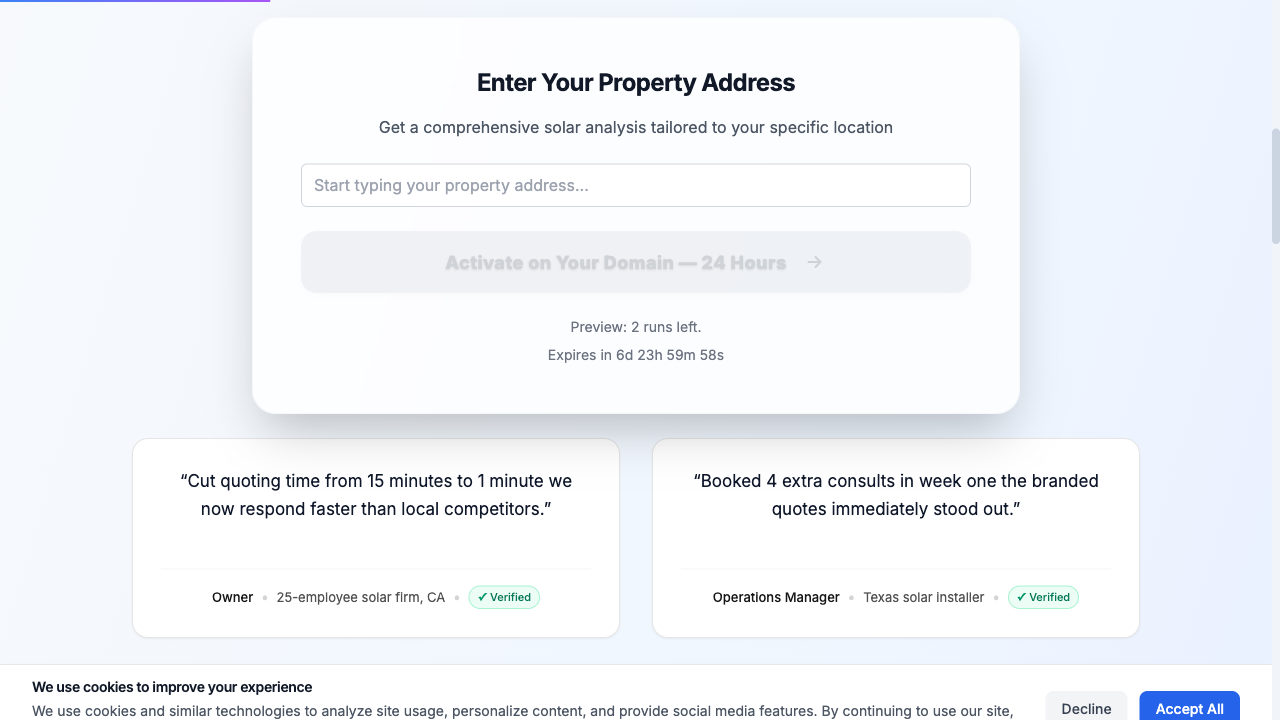 Enter Your Property Address
Get a comprehensive solar analysis tailored to your specific location
Start typing your property address...
Activate on Your Domain — 24 Hours →
Preview: 2 runs left.
Expires in 6d 23h 59m 58s
“Cut quoting time from 15 minutes to 1 minute we
now respond faster than local competitors.”
Owner • 25-employee solar firm, CA • ✓ Verified
“Booked 4 extra consults in week one the branded
quotes immediately stood out.”
Operations Manager • Texas solar installer • ✓ Verified
We use cookies to improve your experience
We use cookies and similar technologies to analyze site usage, personalize content, and provide social media features. By continuing to use our site,
Decline
Accept All